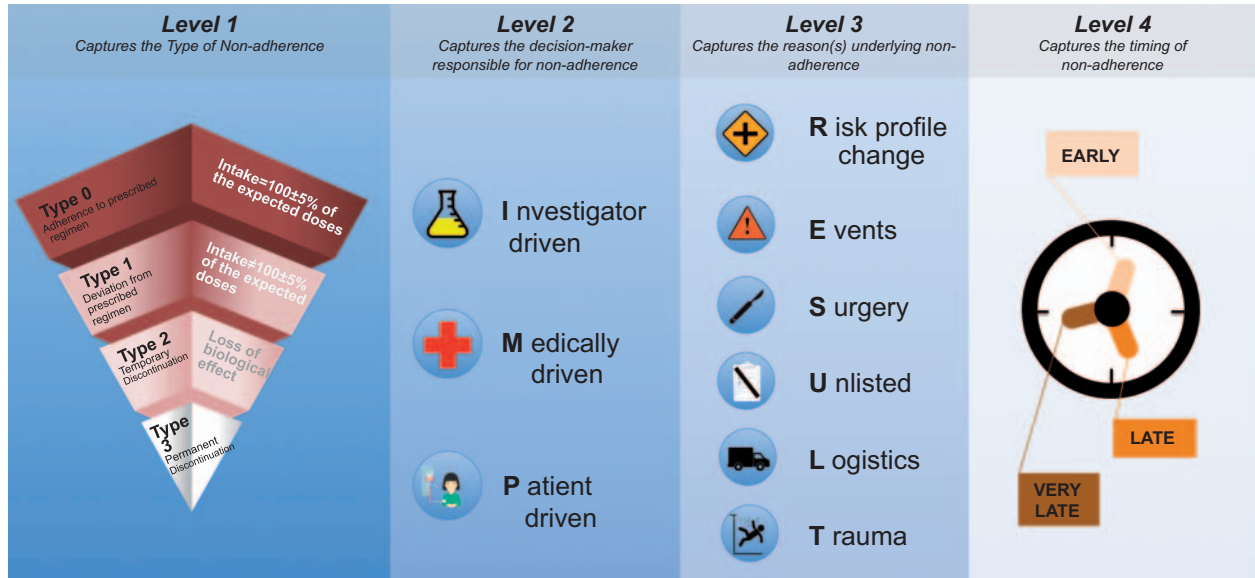 Level 1
Captures the Type of Non-adherence
Type 0
Adherence to prescribed
regimen
Intake=100±5% of
the expected doses
Type 1
Deviation from
prescribed
regimen
Intake≠100±5%
of the expected
doses
Type 2
Temporary
Discontinuation
Loss of
biological
effect
Type
3
Permanent
Discontinuation
Level 2
Captures the decision-maker
responsible for non-adherence
I nvestigator
driven
M edically
driven
P atient
driven
Level 3
Captures the reason(s) underlying non-
adherence
R isk profile
change
E vents
S urgery
U nlisted
L ogistics
T rauma
Level 4
Captures the timing of
non-adherence
EARLY
LATE
VERY
LATE